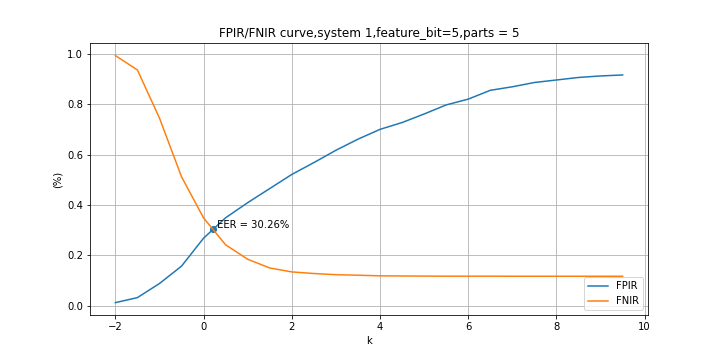 FPIR/FNIR curve,system 1,feature_bit=5,parts = 5
1.0
0.8
0.6
0.4
0.2
0.0
(%)
EER = 30.26%
FPIR
FNIR
−2
0
2
4
6
8
10
k